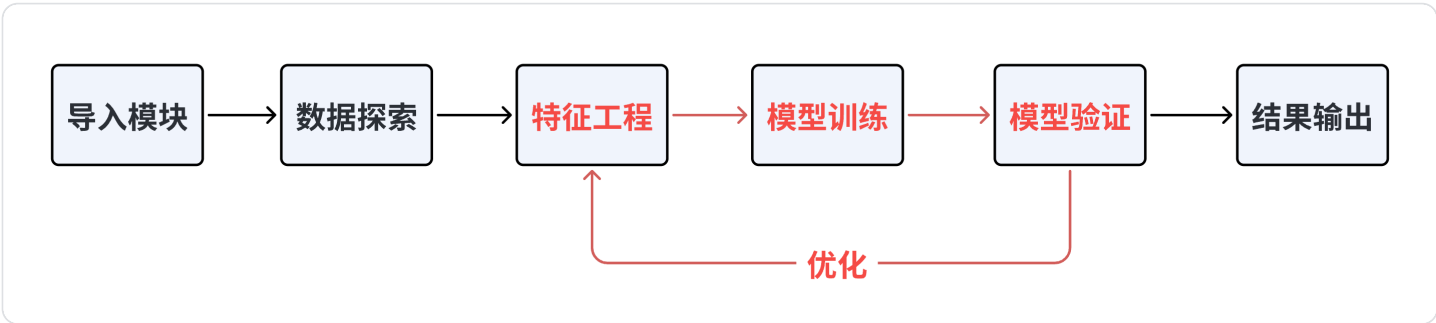 导入模块
数据探索
特征工程
模型训练
模型验证
结果输出
优化